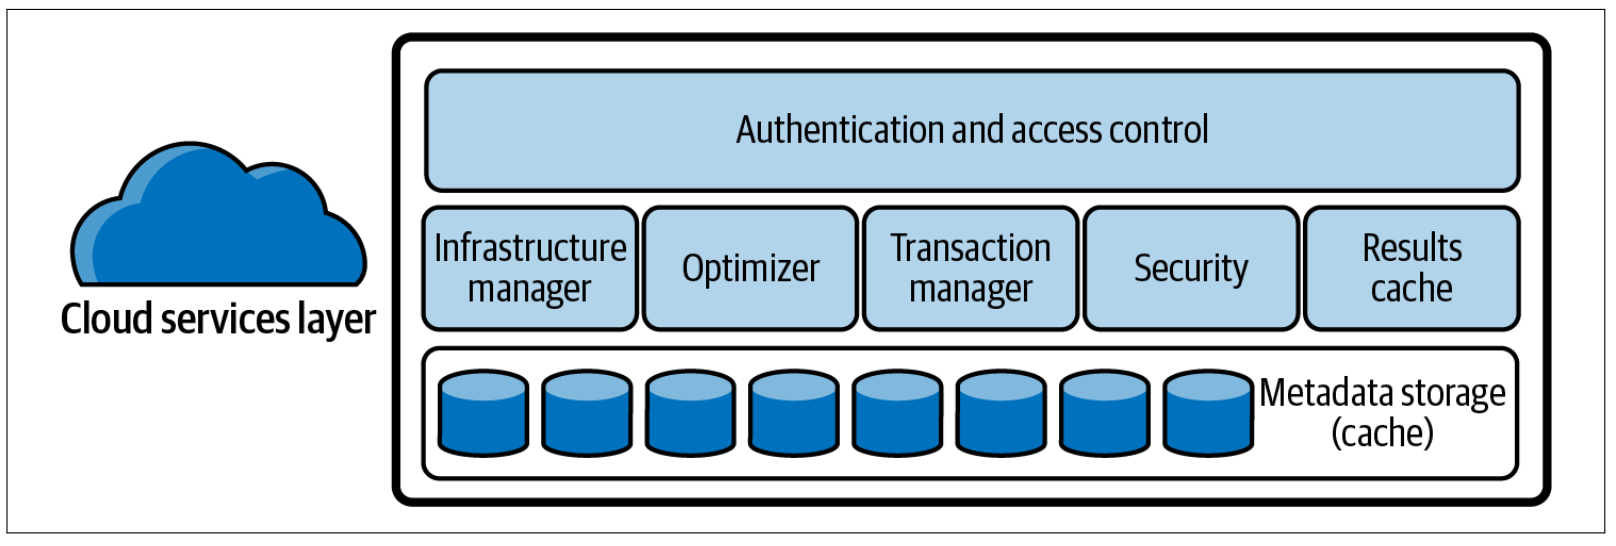 Authentication and access control
Infrastructure
manager
Optimizer
Transaction
manager
Security
Results
cache
Cloud services layer
Metadata storage
(cache)